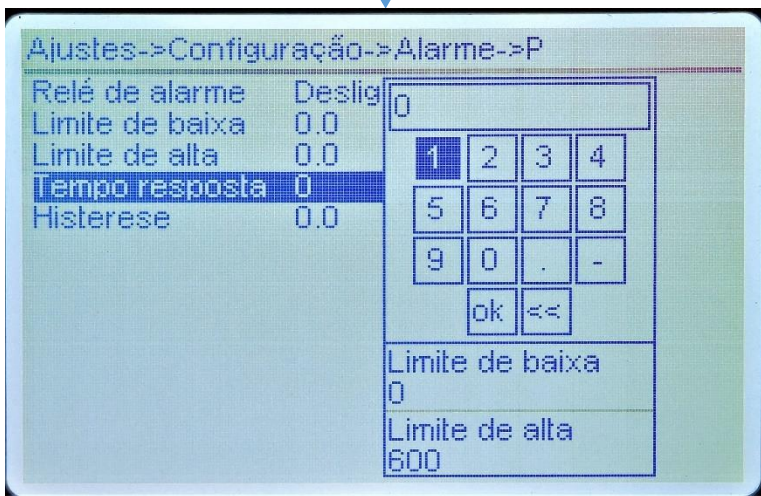 Ajustes->Configuração->Alarme->P
Relé de alarme Deslig
Limite de baixa 0.0
Limite de alta 0.0
Tempo resposta 0
Histerese 0.0
0
1 2 3 4
5 6 7 8
9 0 . -
ok <<
Limite de baixa
0
Limite de alta
600